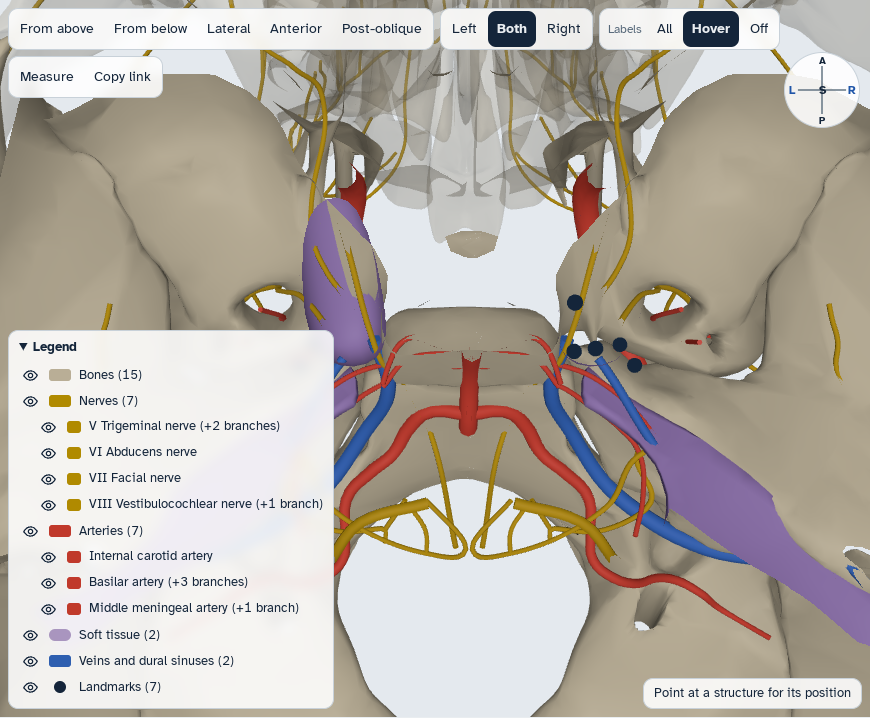 From above From below Lateral Anterior Post-oblique Left Both Right Labels All Hover Off
Measure Copy link
A
L S R
P
Legend
Bones (15)
Nerves (7)
V Trigeminal nerve (+2 branches)
VI Abducens nerve
VII Facial nerve
VIII Vestibulocochlear nerve (+1 branch)
Arteries (7)
Internal carotid artery
Basilar artery (+3 branches)
Middle meningeal artery (+1 branch)
Soft tissue (2)
Veins and dural sinuses (2)
Landmarks (7)
Point at a structure for its position